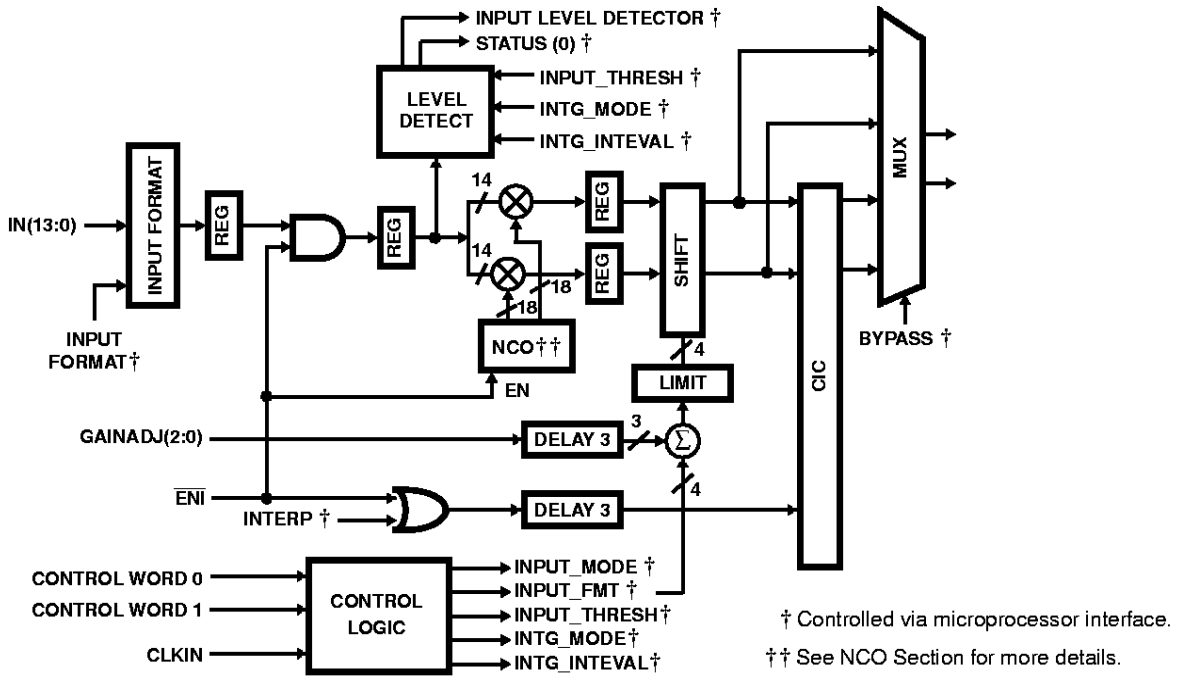 INPUT LEVEL DETECTOR †
STATUS (0) †
INPUT_THRESH †
INTG_MODE †
INTG_INTEVAL †
LEVEL
DETECT
MUX
INPUT FORMAT
REG
REG
14
14
REG
REG
SHIFT
IN(13:0)
18
18
INPUT
FORMAT†
NCO††
EN
4
LIMIT
CIC
BYPASS †
GAINADJ(2:0)
DELAY 3
3
Σ
4
ENI
INTERP †
DELAY 3
CONTROL WORD 0
CONTROL WORD 1
CLKIN
CONTROL
LOGIC
INPUT_MODE †
INPUT_FMT †
INPUT_THRESH†
INTG_MODE†
INTG_INTEVAL†
† Controlled via microprocessor interface.
†† See NCO Section for more details.